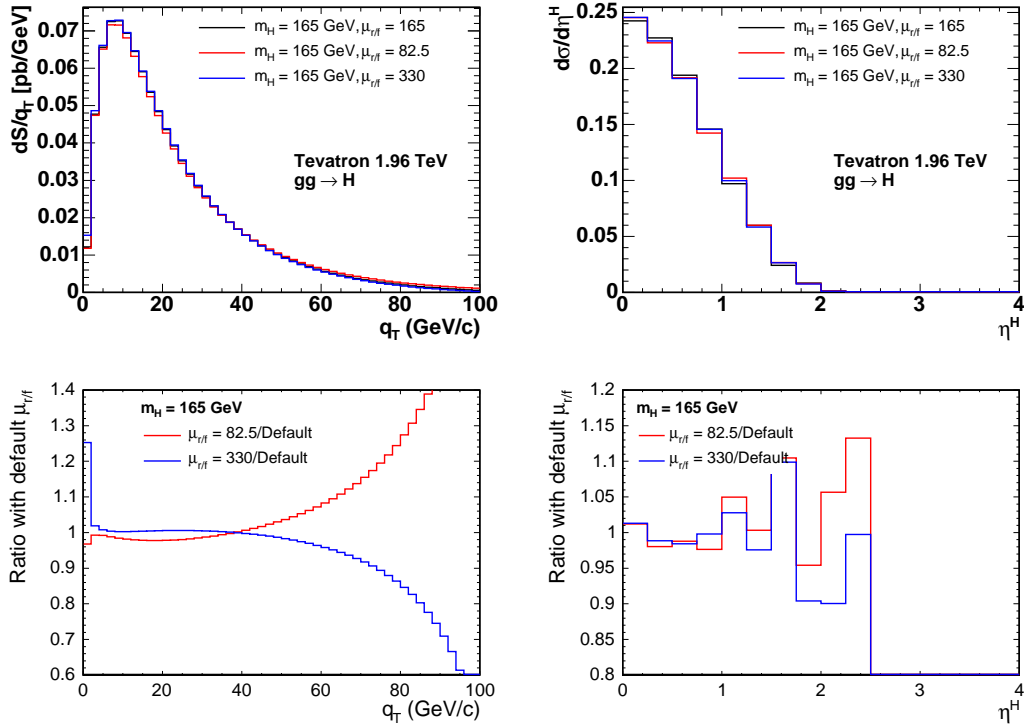 dS/q_T [pb/GeV]
0.07
0.06
0.05
0.04
0.03
0.02
0.01
0
m_H = 165 GeV, μ_r/f = 165
m_H = 165 GeV, μ_r/f = 82.5
m_H = 165 GeV, μ_r/f = 330
Tevatron 1.96 TeV
gg → H
0 20 40 60 80 100
q_T (GeV/c)
dσ/dη^H
0.25
0.2
0.15
0.1
0.05
0
m_H = 165 GeV, μ_r/f = 165
m_H = 165 GeV, μ_r/f = 82.5
m_H = 165 GeV, μ_r/f = 330
Tevatron 1.96 TeV
gg → H
0 1 2 3 4
η^H
Ratio with default μ_r/f
1.4
1.3
1.2
1.1
1
0.9
0.8
0.7
0.6
m_H = 165 GeV
μ_r/f = 82.5/Default
μ_r/f = 330/Default
0 20 40 60 80 100
q_T (GeV/c)
Ratio with default μ_r/f
1.2
1.15
1.1
1.05
1
0.95
0.9
0.85
0.8
m_H = 165 GeV
μ_r/f = 82.5/Default
μ_r/f = 330/Default
0 1 2 3 4
η^H